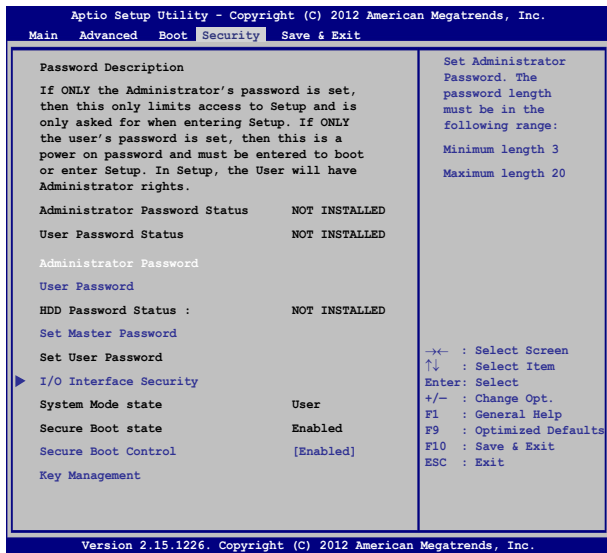 Aptio Setup Utility - Copyright (C) 2012 American Megatrends, Inc.
Main Advanced Boot Security Save & Exit
Password Description
If ONLY the Administrator's password is set,
then this only limits access to Setup and is
only asked for when entering Setup. If ONLY
the user's password is set, then this is a
power on password and must be entered to boot
or enter Setup. In Setup, the User will have
Administrator rights.
Administrator Password Status NOT INSTALLED
User Password Status NOT INSTALLED
Administrator Password
User Password
HDD Password Status : NOT INSTALLED
Set Master Password
Set User Password
I/O Interface Security
System Mode state User
Secure Boot state Enabled
Secure Boot Control [Enabled]
Key Management
Set Administrator
Password. The
password length
must be in the
following range:
Minimum length 3
Maximum length 20
→← : Select Screen
↑↓ : Select Item
Enter: Select
+/— : Change Opt.
F1 : General Help
F9 : Optimized Defaults
F10 : Save & Exit
ESC : Exit
Version 2.15.1226. Copyright (C) 2012 American Megatrends, Inc.